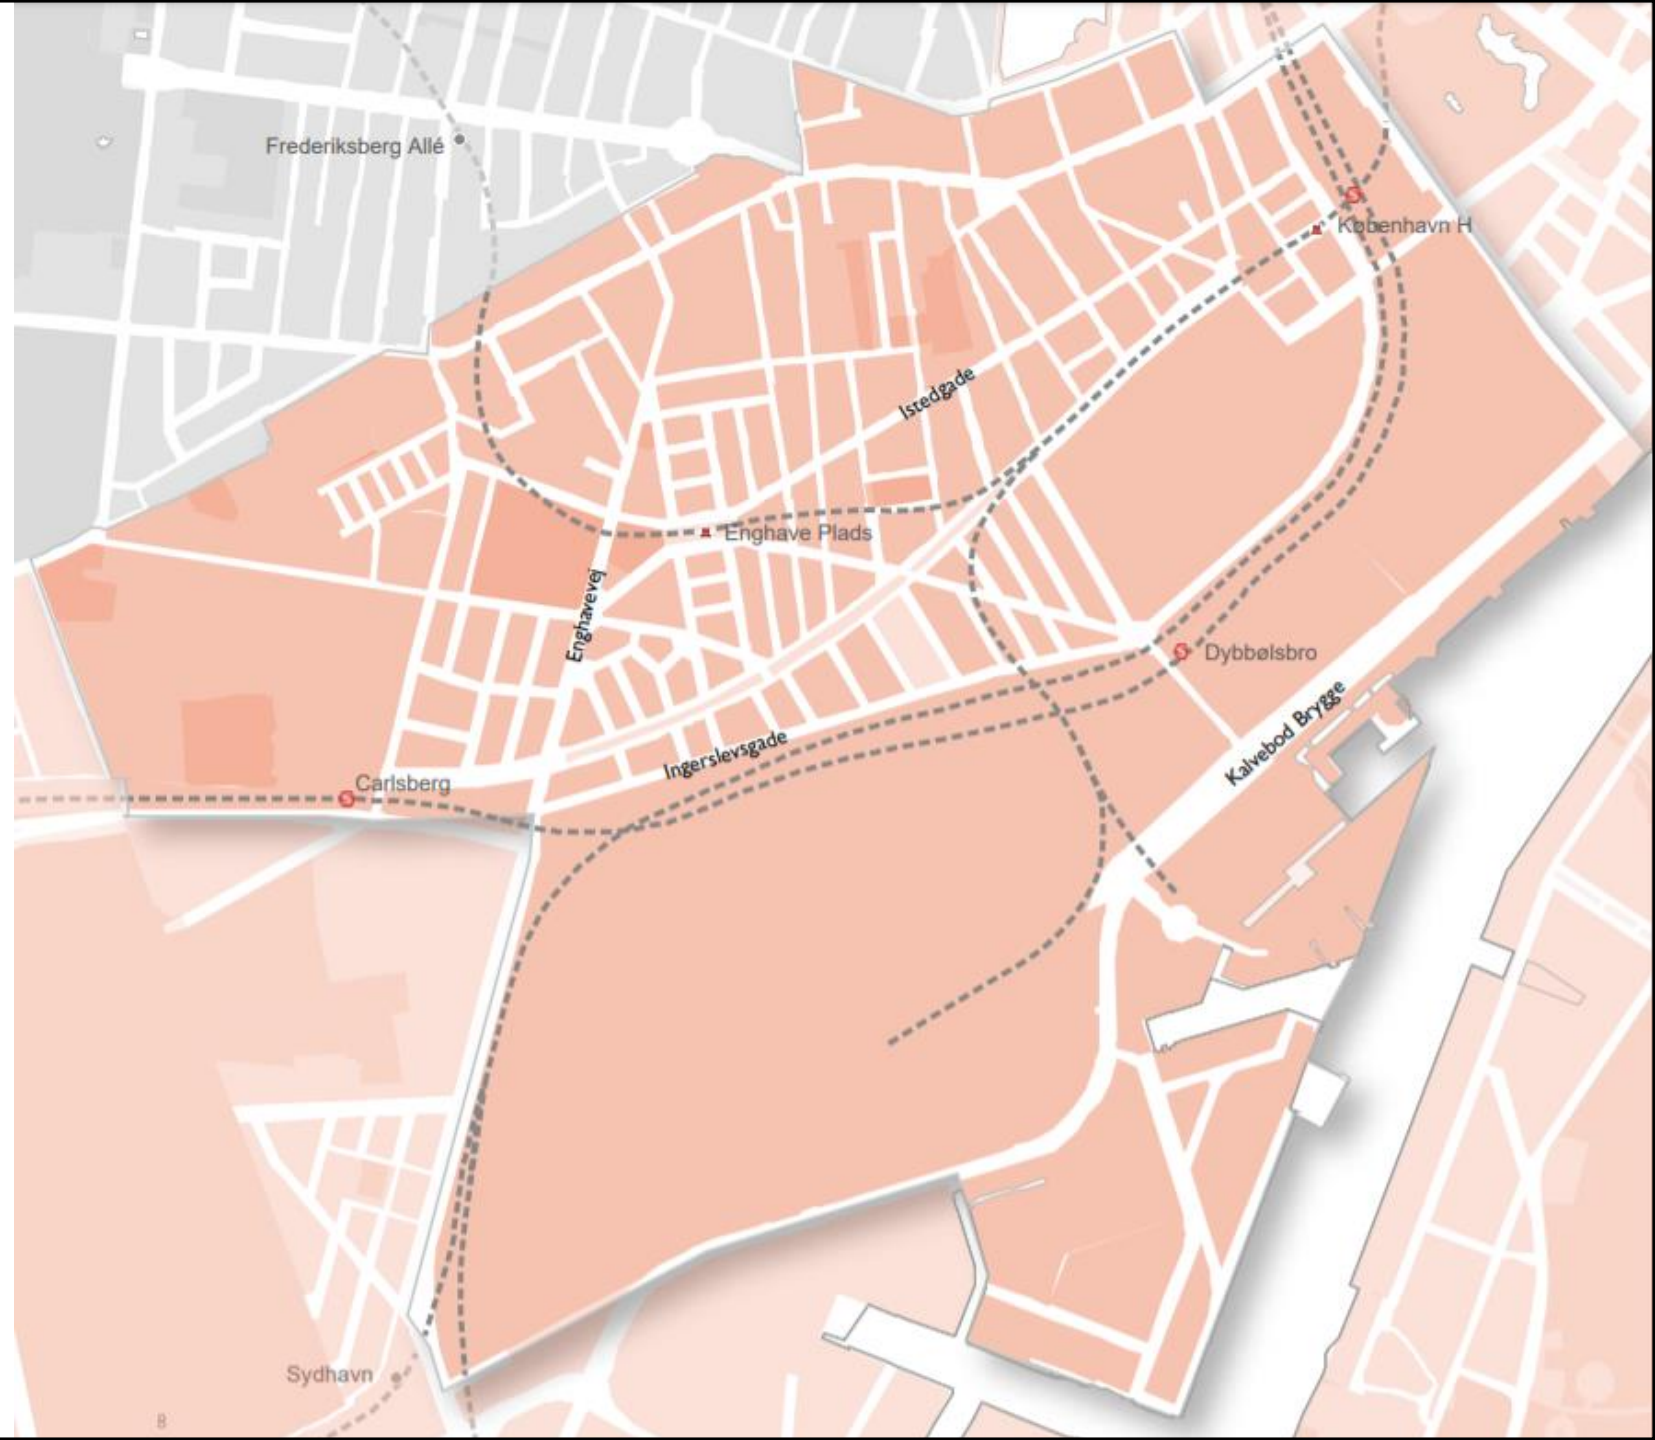 Frederiksberg Allé
København H
Istedgade
Enghave Plads
Enghavevej
Dybbølsbro
Kalvebod Brygge
Ingerslevsgade
Carlsberg
Sydhavn
8